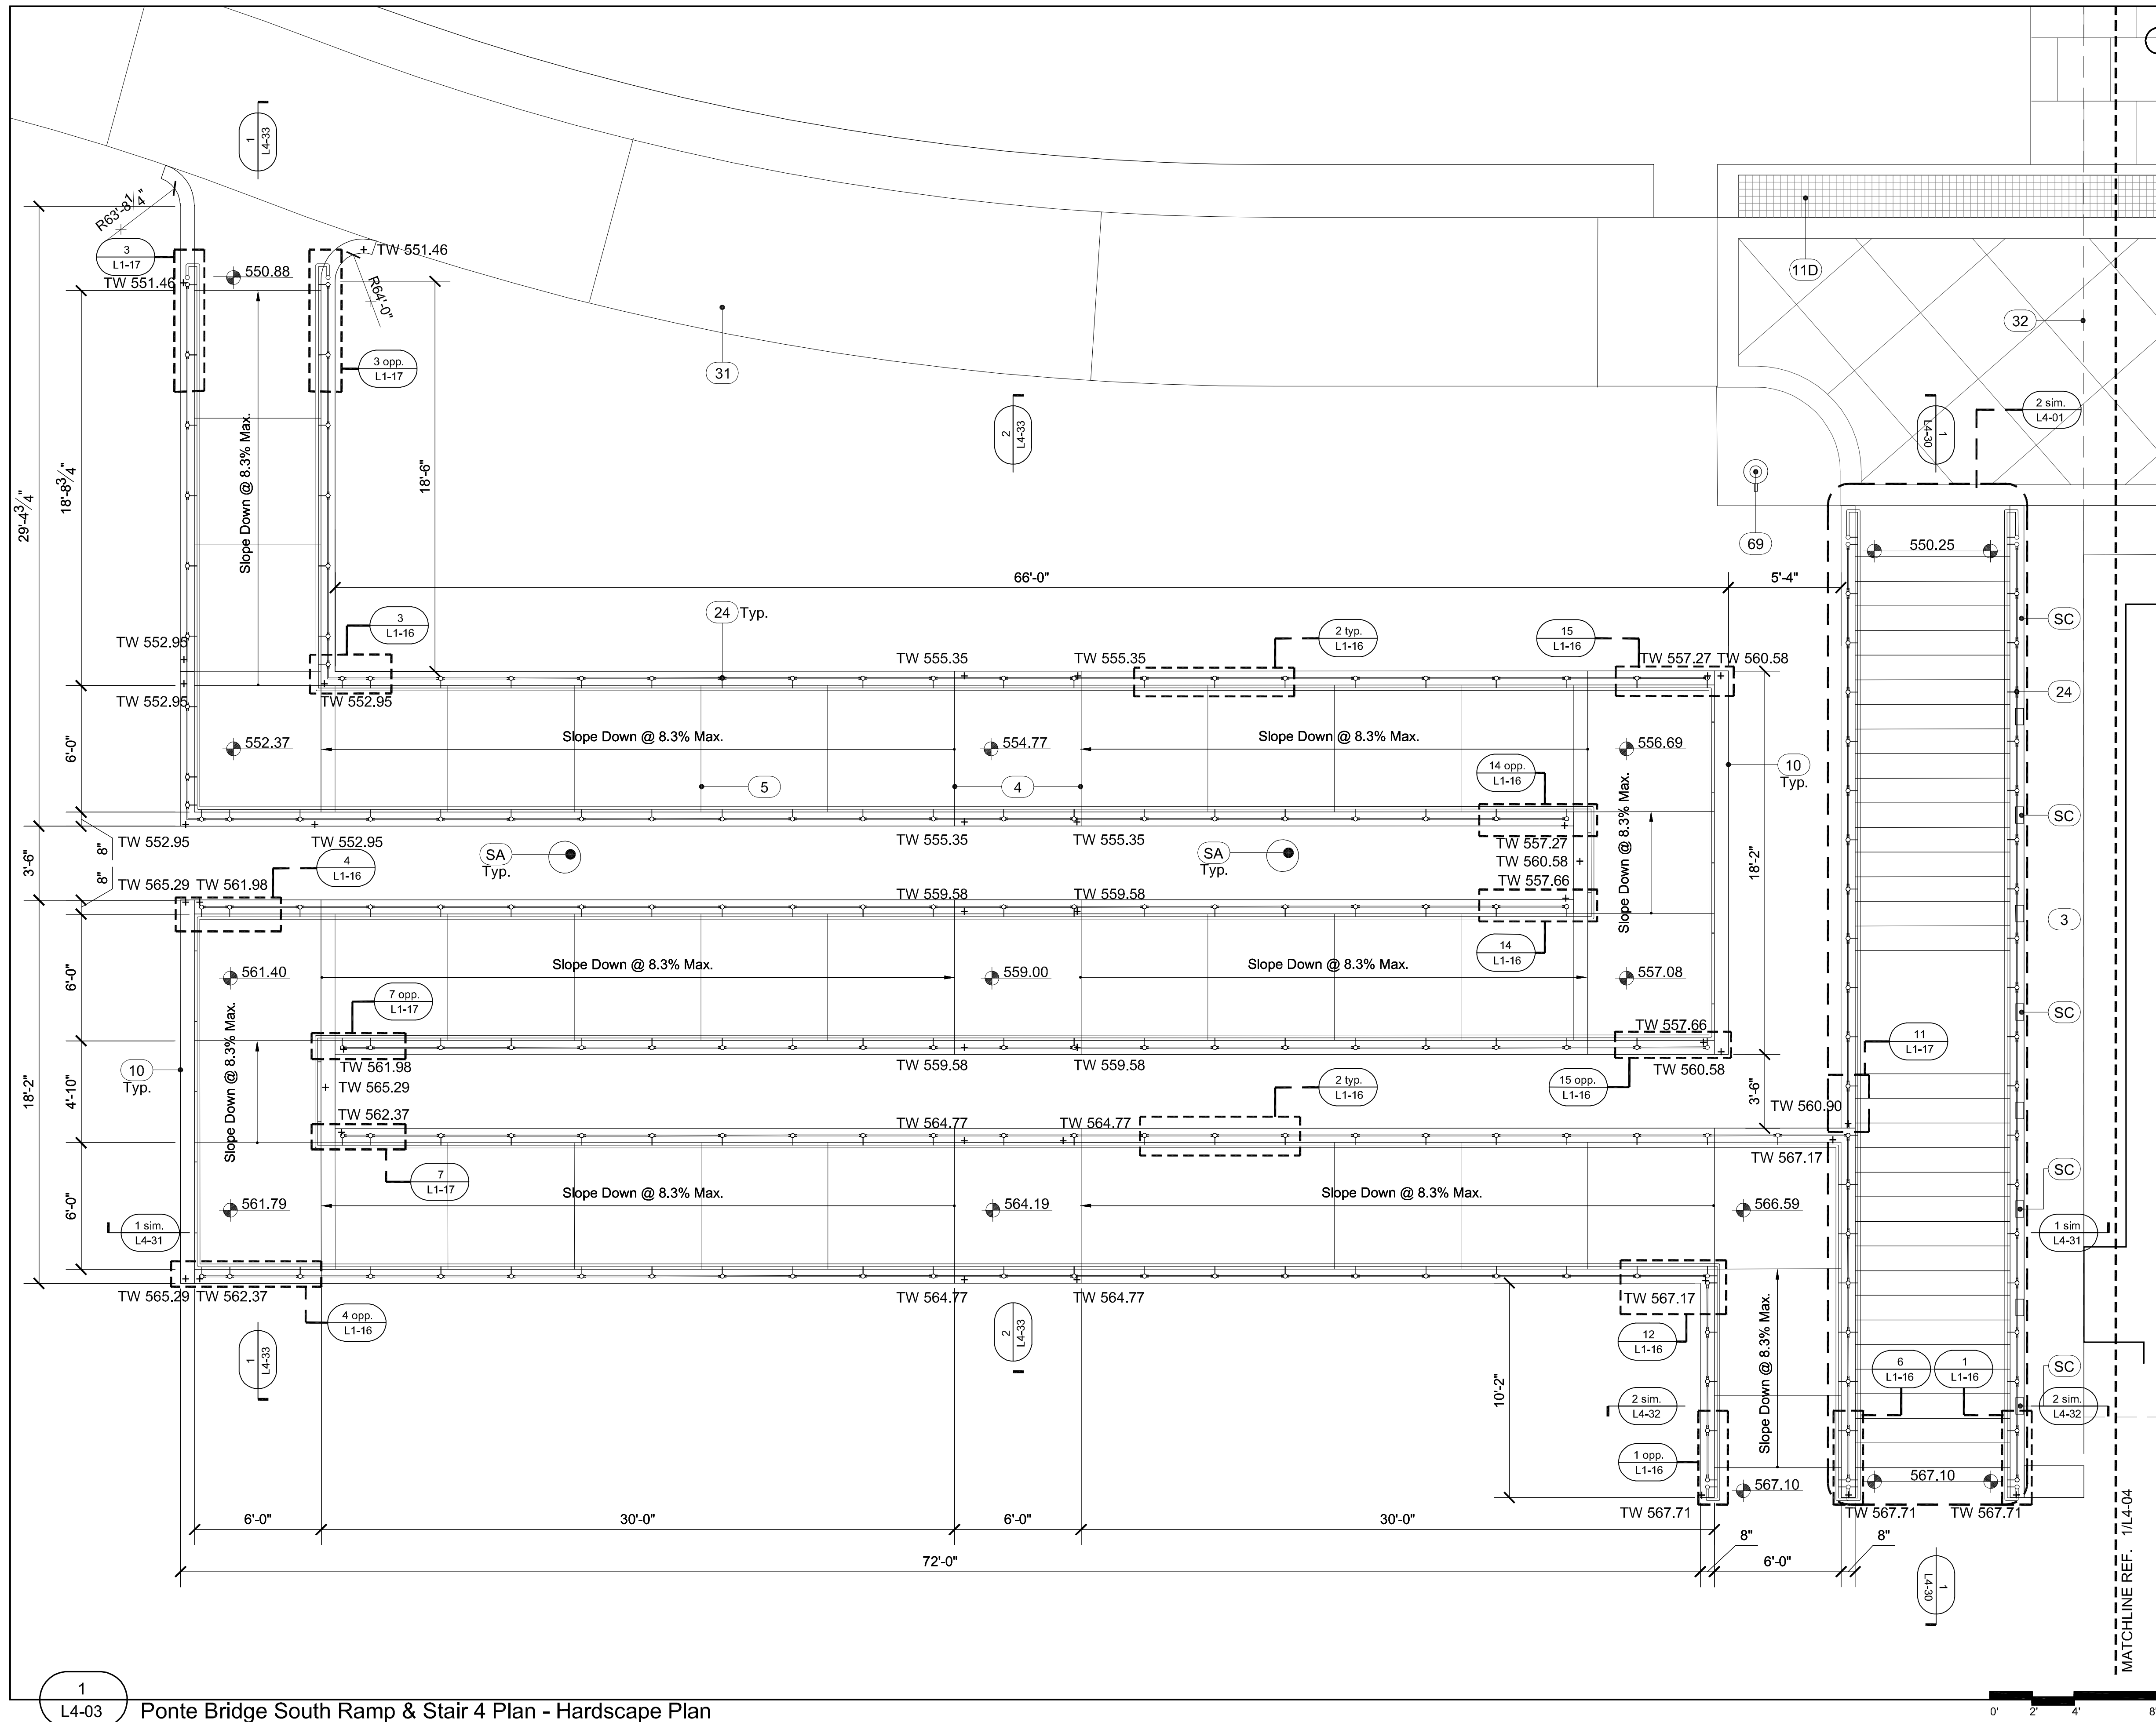 1
L4-33
R63'-8 1/4"
3
L1-17
TW 551.46
550.88
TW 551.46
R64'-0"
3 opp.
L1-17
31
11D
32
2
L4-33
1
L4-30
2 sim.
L4-01
69
29'-4 3/4"
18'-8 3/4"
Slope Down @ 8.3% Max.
18'-6"
550.25
66'-0"
5'-4"
24 Typ.
3
L1-16
2 typ.
L1-16
15
L1-16
SC
TW 552.95
TW 555.35
TW 555.35
TW 557.27
TW 560.58
24
TW 552.95
TW 552.95
6'-0"
552.37
Slope Down @ 8.3% Max.
554.77
Slope Down @ 8.3% Max.
556.69
10
Typ.
14 opp.
L1-16
5
4
Slope Down @ 8.3% Max.
SC
8"
3'-6"
8"
TW 552.95
TW 552.95
TW 555.35
TW 555.35
TW 557.27
SA
Typ.
SA
Typ.
TW 560.58
18'-2"
4
L1-16
TW 565.29
TW 561.98
TW 559.58
TW 559.58
TW 557.66
3
14
L1-16
6'-0"
561.40
Slope Down @ 8.3% Max.
559.00
Slope Down @ 8.3% Max.
557.08
7 opp.
L1-17
SC
TW 557.66
11
L1-17
Slope Down @ 8.3% Max.
TW 561.98
TW 559.58
TW 559.58
TW 560.58
10
Typ.
18'-2"
4'-10"
TW 565.29
2 typ.
L1-16
15 opp.
L1-16
3'-6"
TW 560.90
TW 562.37
TW 564.77
TW 564.77
TW 567.17
7
L1-17
SC
6'-0"
561.79
Slope Down @ 8.3% Max.
564.19
Slope Down @ 8.3% Max.
566.59
1 sim.
L4-31
1 sim
L4-31
TW 565.29
TW 562.37
TW 564.77
TW 564.77
TW 567.17
4 opp.
L1-16
1
L4-33
2
L4-33
12
L1-16
Slope Down @ 8.3% Max.
6
L1-16
1
L1-16
SC
10'-2"
2 sim.
L4-32
2 sim.
L4-32
1 opp.
L1-16
567.10
567.10
TW 567.71
TW 567.71
TW 567.71
6'-0"
30'-0"
6'-0"
30'-0"
8"
8"
72'-0"
6'-0"
1
L4-30
MATCHLINE REF. 1/L4-04
1
L4-03
Ponte Bridge South Ramp & Stair 4 Plan - Hardscape Plan
0'
2'
4'